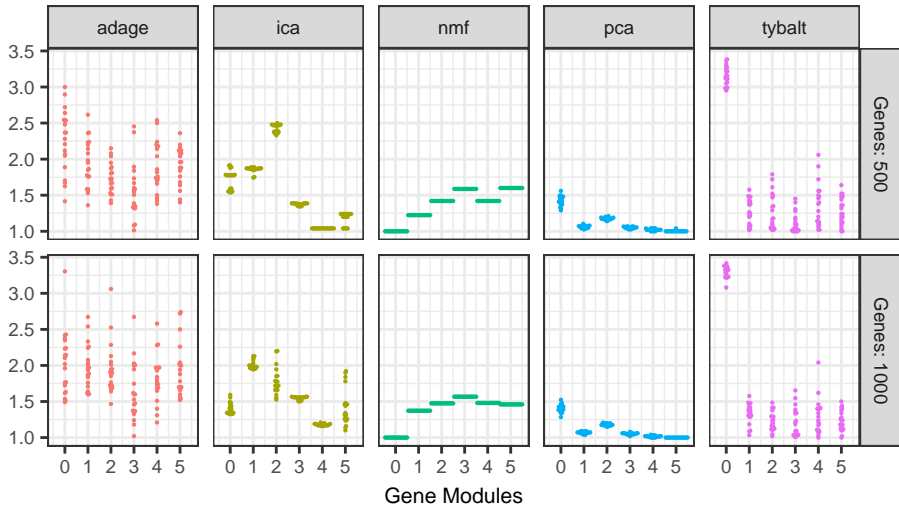 adage ica nmf pca tybalt
3.5
3.0
2.5
2.0
1.5
1.0
Genes: 500
3.5
3.0
2.5
2.0
1.5
1.0
Genes: 1000
0 1 2 3 4 5 0 1 2 3 4 5 0 1 2 3 4 5 0 1 2 3 4 5 0 1 2 3 4 5
Gene Modules